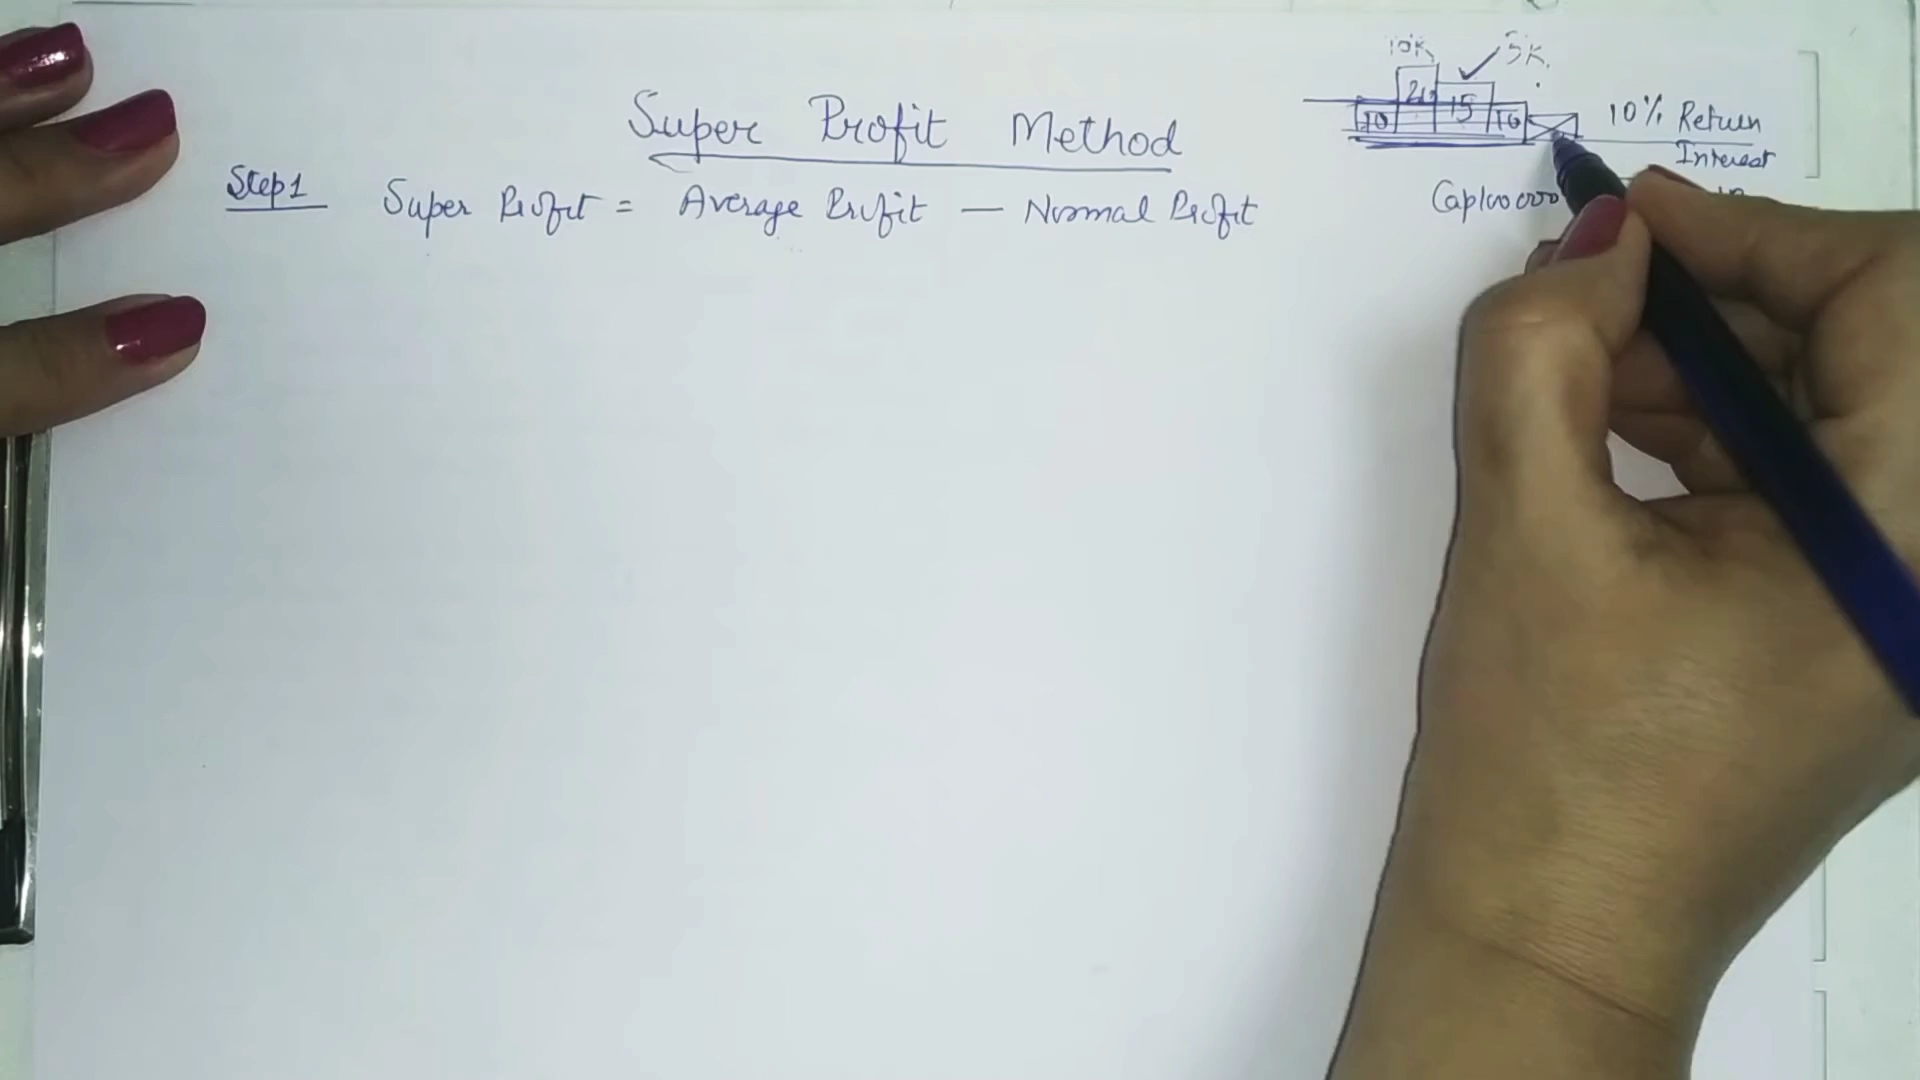 10K 5K.
Super Profit Method
10 20 15 10 10% Return
Interest
Step 1 Super Profit = Average Profit — Normal Profit